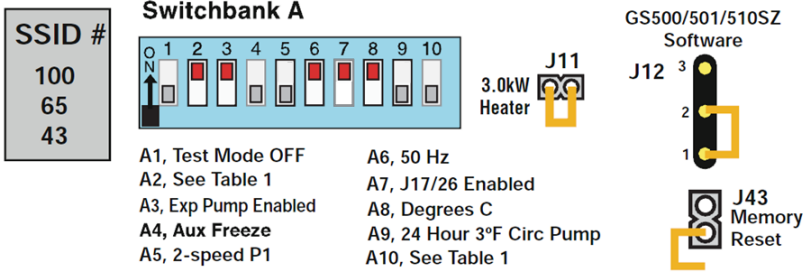 Switchbank A
SSID #
100
65
43
ON
1 2 3 4 5 6 7 8 9 10
A1, Test Mode OFF
A2, See Table 1
A3, Exp Pump Enabled
A4, Aux Freeze
A5, 2-speed P1
A6, 50 Hz
A7, J17/26 Enabled
A8, Degrees C
A9, 24 Hour 3ºF Circ Pump
A10, See Table 1
J11
3.0kW
Heater
GS500/501/510SZ
Software
J12
3
2
1
J43
Memory
Reset